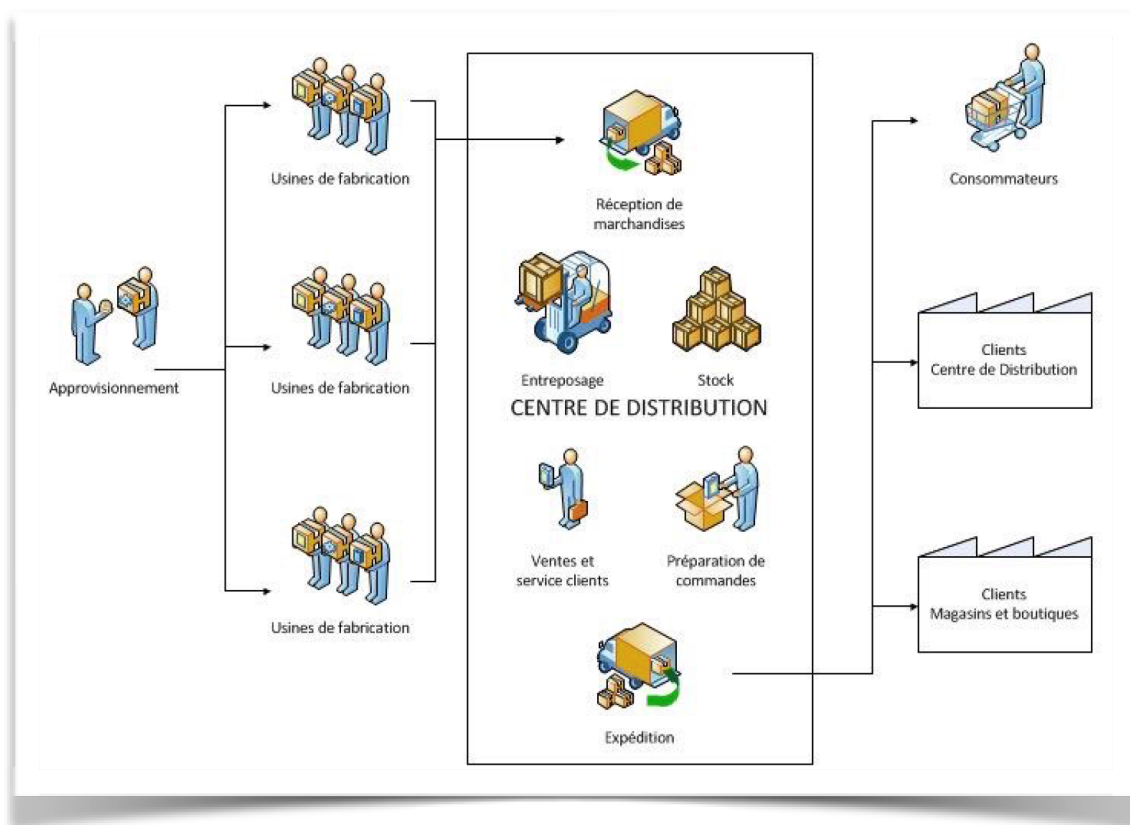 Usines de fabrication
Consommateurs
Réception de
marchandises
Approvisionnement
Usines de fabrication
Entreposage
Stock
CENTRE DE DISTRIBUTION
Clients
Centre de Distribution
Ventes et
service clients
Préparation de
commandes
Usines de fabrication
Clients
Magasins et boutiques
Expédition